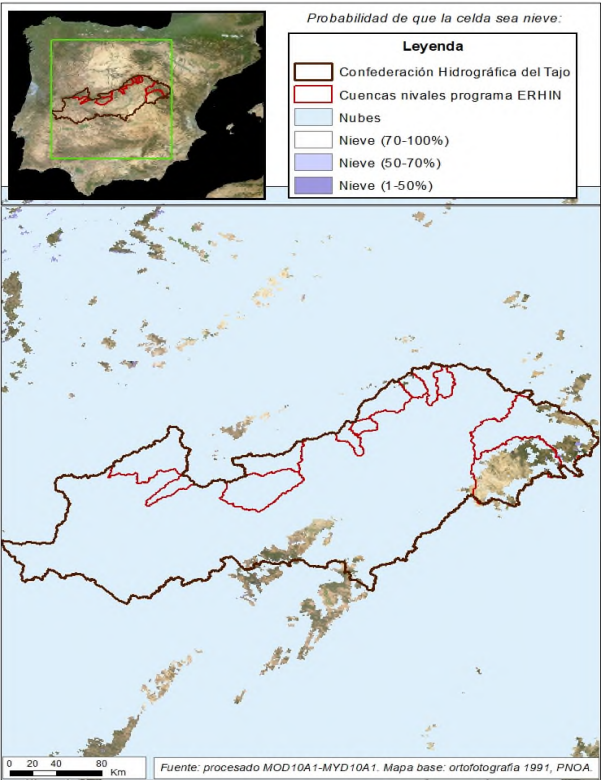 Probabilidad de que la celda sea nieve:
Leyenda
Confederación Hidrográfica del Tajo
Cuencas nivales programa ERHIN
Nubes
Nieve (70-100%)
Nieve (50-70%)
Nieve (1-50%)
0 20 40 80
Km
Fuente: procesado MOD10A1-MYD10A1. Mapa base: ortofotografía 1991, PNOA.